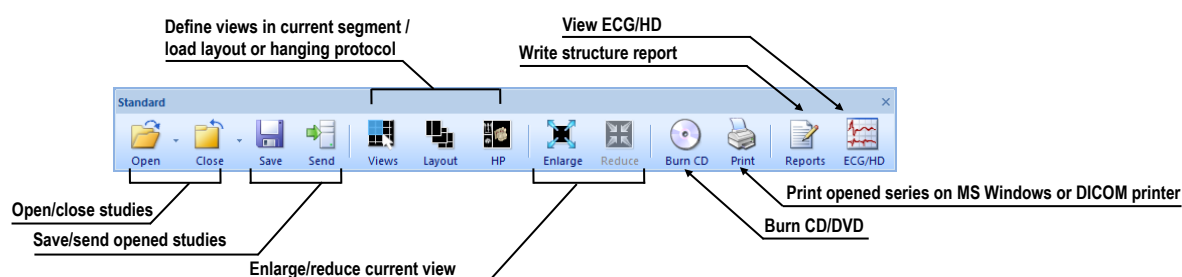 View ECG/HD
Define views in current segment /
load layout or hanging protocol
Write structure report
Standard
Open
Close
Save
Send
Views
Layout
HP
Enlarge
Reduce
Burn CD
Print
Reports
ECG/HD
Print opened series on MS Windows or DICOM printer
Open/close studies
Burn CD/DVD
Save/send opened studies
Enlarge/reduce current view